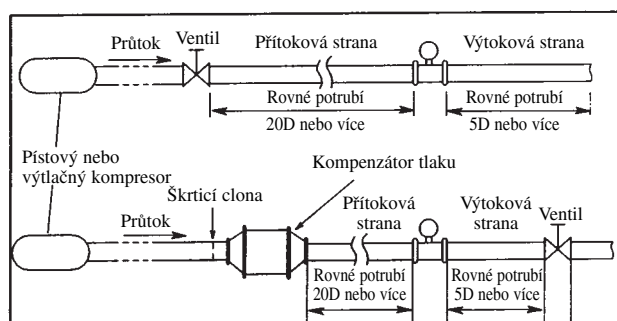 Průtok
Ventil
Přítoková strana
Výtoková strana
Rovné potrubí
20D nebo více
Rovné potrubí
5D nebo více
Pístový nebo
výtlačný kompresor
Kompenzátor tlaku
Škrticí clona
Průtok
Přítoková
strana
Výtoková
strana
Ventil
Rovné potrubí
20D nebo více
Rovné potrubí
5D nebo více